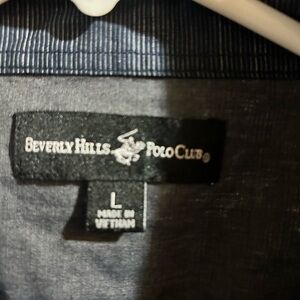 BEVERLY HILLS POLO CLUB®
L
MADE IN
VIETNAM